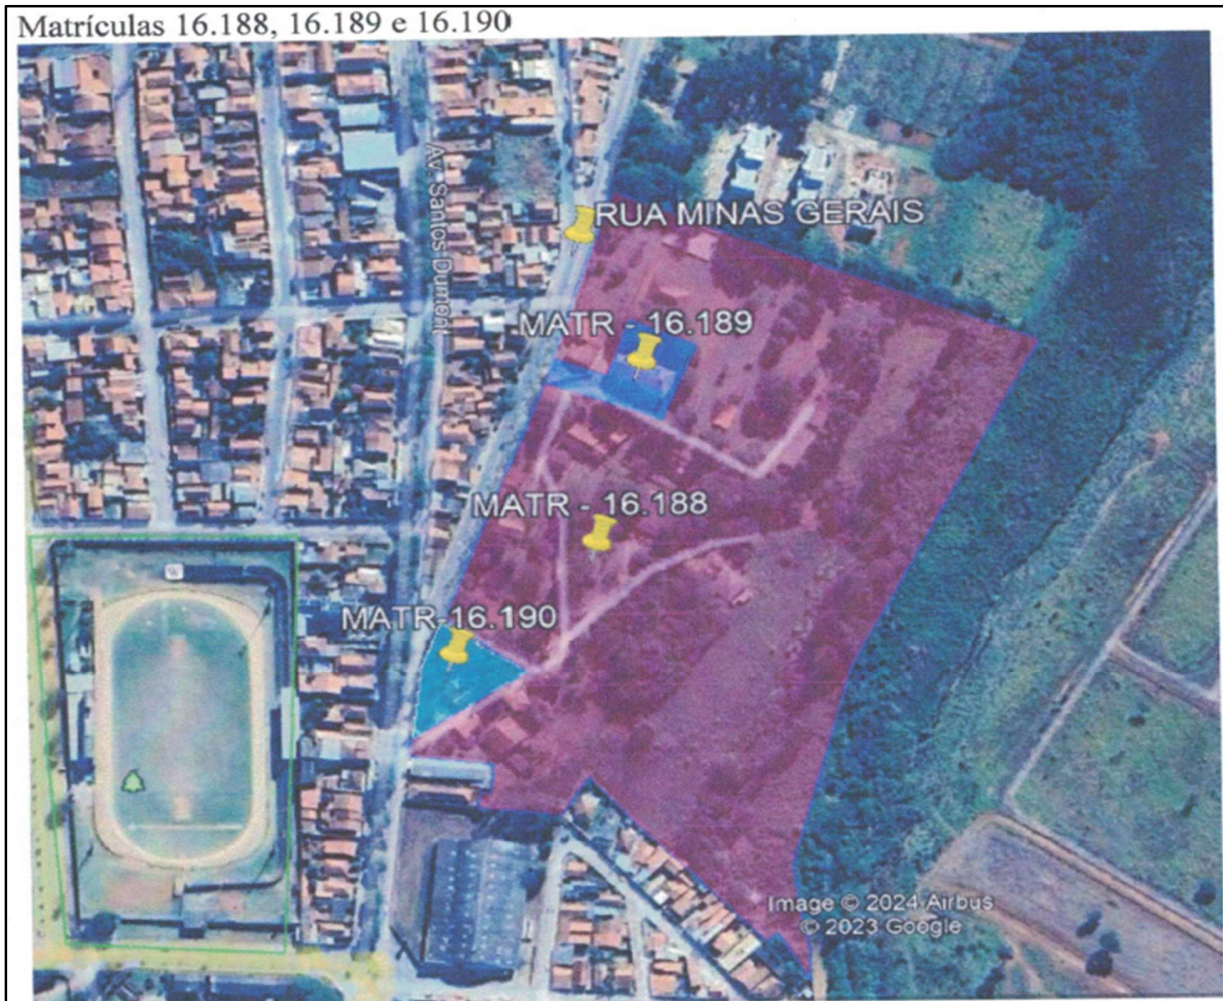 Matrículas 16.188, 16.189 e 16.190
Av. Santos Dumont
RUA MINAS GERAIS
MATR - 16.189
MATR - 16.188
MATR-16.190
Image © 2024 Airbus
© 2023 Google